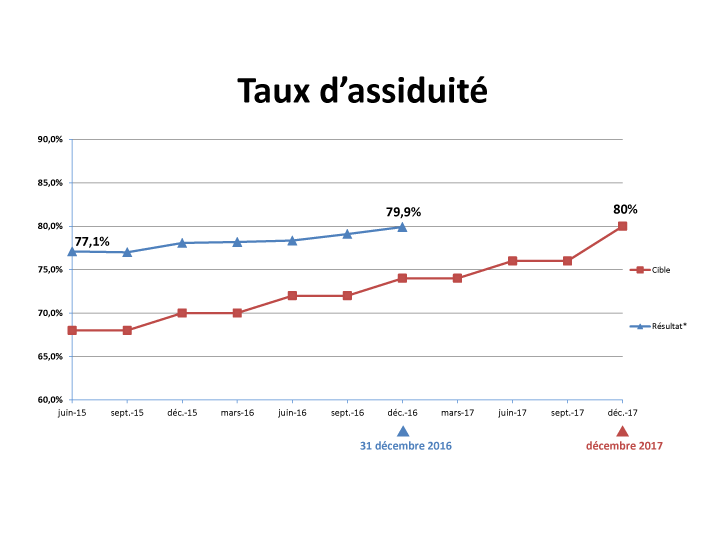 Taux d’assiduité
90,0%
85,0%
79,9%
80%
80,0%
77,1%
75,0%
Cible
70,0%
Résultat*
65,0%
60,0%
juin-15 sept.-15 déc.-15 mars-16 juin-16 sept.-16 déc.-16 mars-17 juin-17 sept.-17 déc.-17
31 décembre 2016 décembre 2017